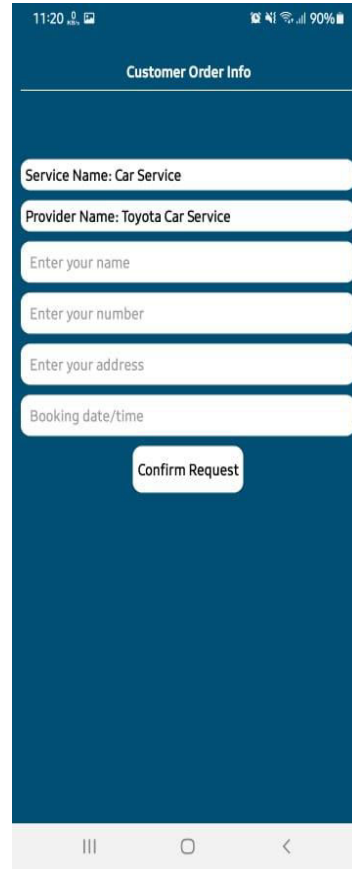 11:20
90%
Customer Order Info
Service Name: Car Service
Provider Name: Toyota Car Service
Enter your name
Enter your number
Enter your address
Booking date/time
Confirm Request